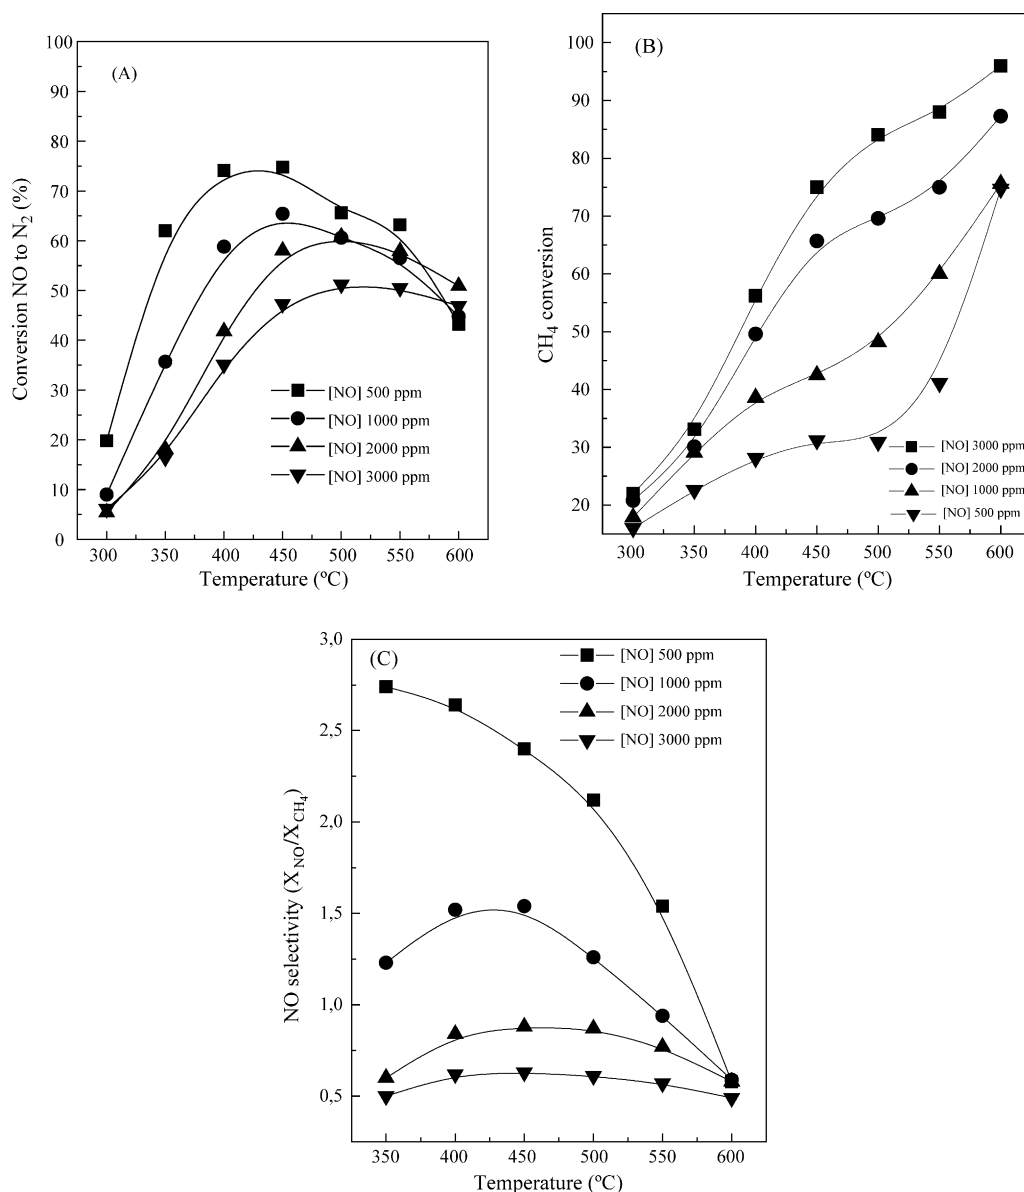 (A)
Conversion NO to N2 (%)
100
90
80
70
60
50
40
30
20
10
0
[NO] 500 ppm
[NO] 1000 ppm
[NO] 2000 ppm
[NO] 3000 ppm
300 350 400 450 500 550 600
Temperature (ºC)
(B)
CH4 conversion
100
90
80
70
60
50
40
30
20
[NO] 3000 ppm
[NO] 2000 ppm
[NO] 1000 ppm
[NO] 500 ppm
300 350 400 450 500 550 600
Temperature (ºC)
(C)
NO selectivity (XNO/XCH4)
3,0
2,5
2,0
1,5
1,0
0,5
[NO] 500 ppm
[NO] 1000 ppm
[NO] 2000 ppm
[NO] 3000 ppm
350 400 450 500 550 600
Temperature (ºC)